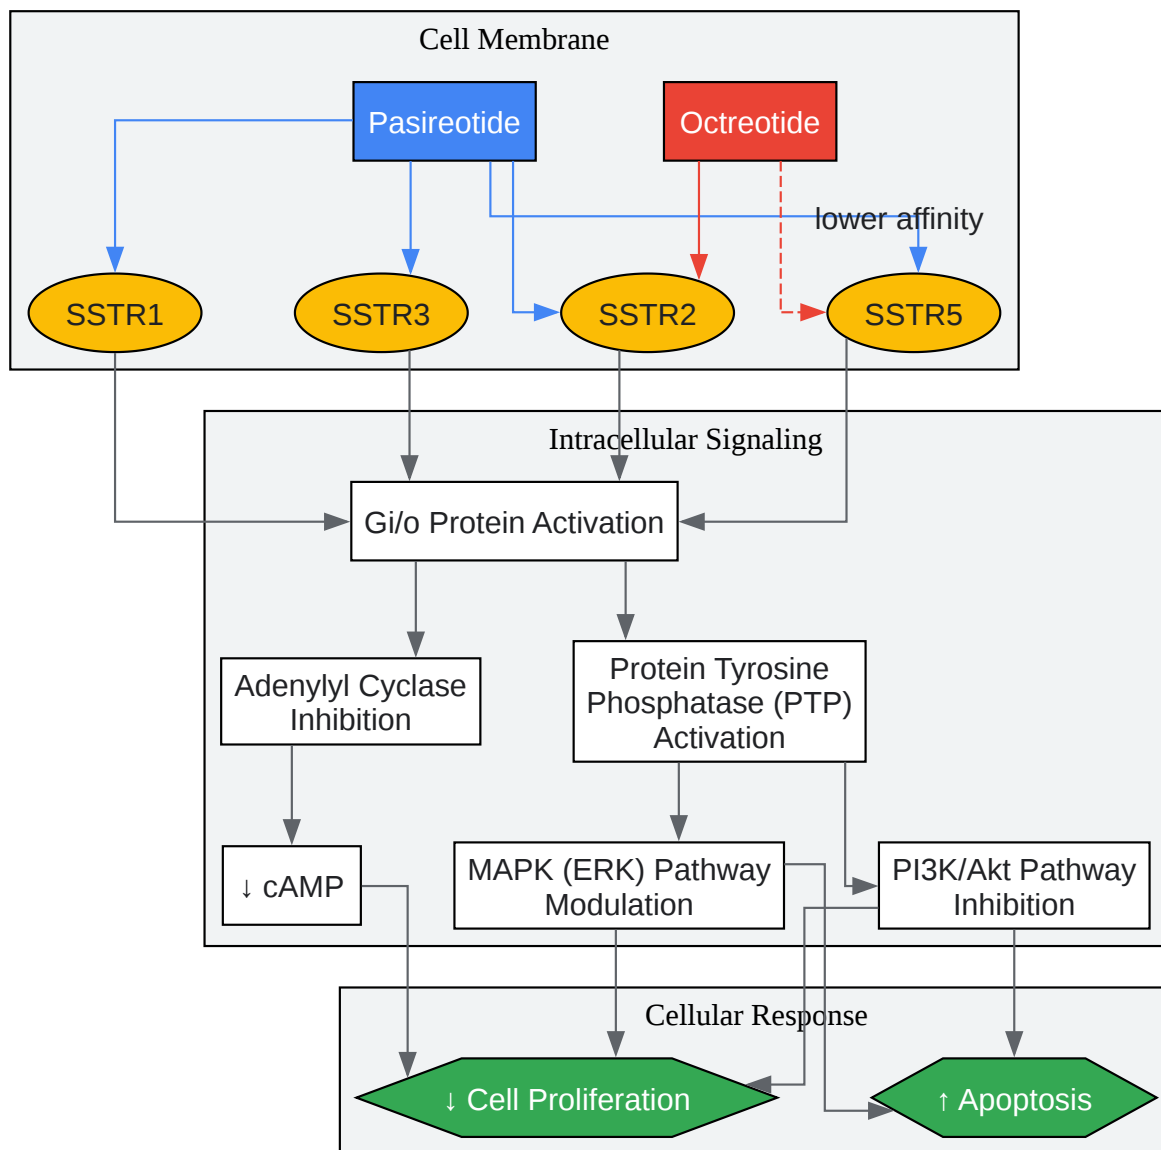 Cell Membrane
Pasireotide
Octreotide
lower affinity
SSTR1
SSTR3
SSTR2
SSTR5
Intracellular Signaling
Gi/o Protein Activation
Adenylyl Cyclase
Inhibition
Protein Tyrosine
Phosphatase (PTP)
Activation
↓ cAMP
MAPK (ERK) Pathway
Modulation
PI3K/Akt Pathway
Inhibition
Cellular Response
↓ Cell Proliferation
↑ Apoptosis